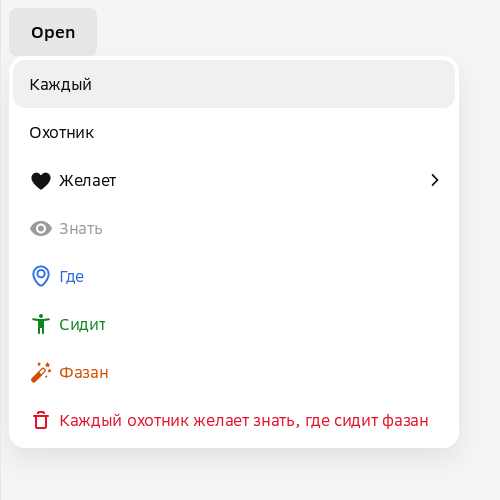 Open
Каждый
Охотник
Желает
Знать
Где
Сидит
Фазан
Каждый охотник желает знать, где сидит фазан